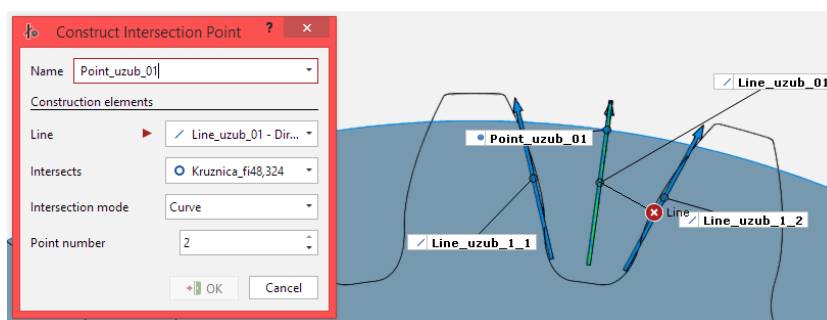 Construct Intersection Point ? ×
Name Point_uzub_01
Construction elements
Line Line_uzub_01 - Dir...
Intersects Kruznica_fi48,324
Intersection mode Curve
Point number 2
OK Cancel
Line_uzub_01
Point_uzub_01
Line
Line_uzub_1_2
Line_uzub_1_1